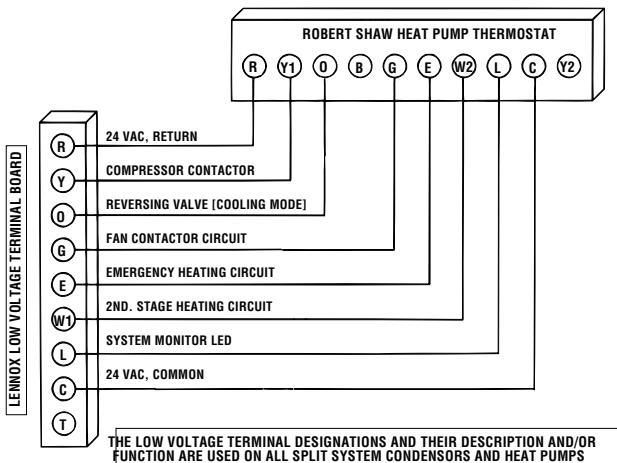 ROBERT SHAW HEAT PUMP THERMOSTAT
R Y1 O B G E W2 L C Y2
LENNOX LOW VOLTAGE TERMINAL BOARD
R 24 VAC, RETURN
Y COMPRESSOR CONTACTOR
O REVERSING VALVE [COOLING MODE]
G FAN CONTACTOR CIRCUIT
E EMERGENCY HEATING CIRCUIT
W1 2ND. STAGE HEATING CIRCUIT
L SYSTEM MONITOR LED
C 24 VAC, COMMON
T
THE LOW VOLTAGE TERMINAL DESIGNATIONS AND THEIR DESCRIPTION AND/OR
FUNCTION ARE USED ON ALL SPLIT SYSTEM CONDENSORS AND HEAT PUMPS